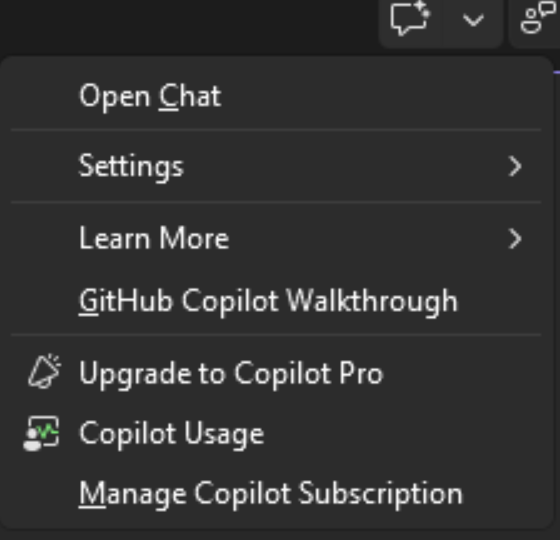 Open Chat
Settings
Learn More
GitHub Copilot Walkthrough
Upgrade to Copilot Pro
Copilot Usage
Manage Copilot Subscription